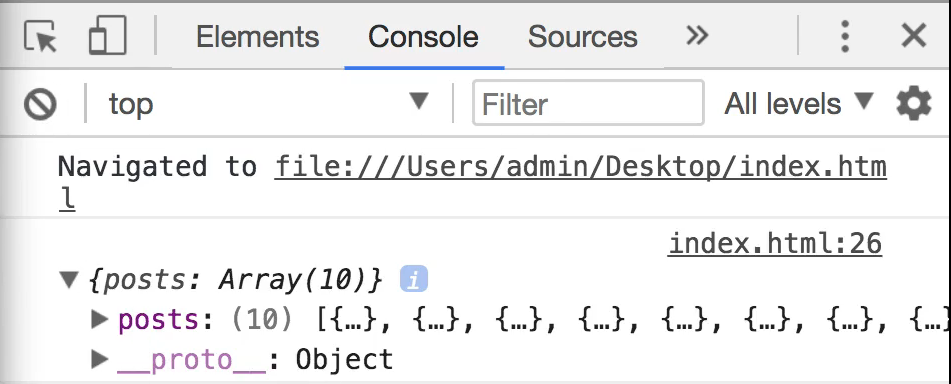 Elements Console Sources »
top Filter All levels
Navigated to file:///Users/admin/Desktop/index.htm
l
index.html:26
{posts: Array(10)} i
posts: (10) [{…}, {…}, {…}, {…}, {…}, {…}, {…}, {…
__proto__: Object